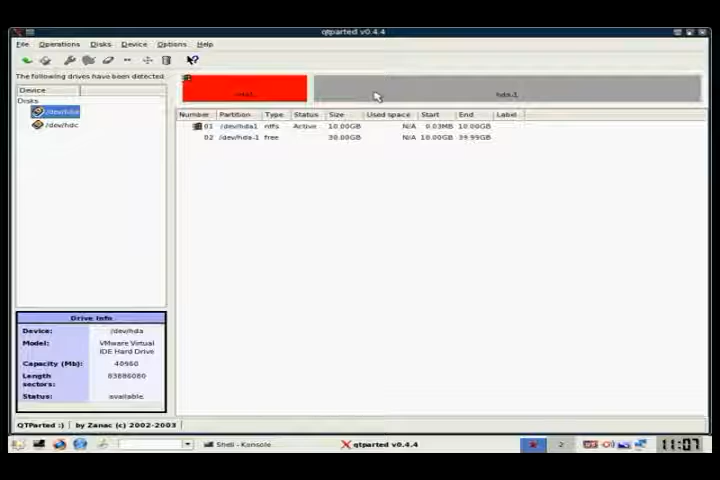 qtparted v0.4.4
File Operations Disks Device Options Help
The following drives have been detected
Device
Disks
/dev/hda
/dev/hdc
hda1
hda-1
Number Partition Type Status Size Used space Start End Label
01 /dev/hda1 ntfs Active 10.00GB N/A 0.03MB 10.00GB
02 /dev/hda-1 free 30.00GB N/A 10.00GB 39.99GB
Drive Info
Device: /dev/hda
Model: VMware Virtual
IDE Hard Drive
Capacity (Mb): 40960
Length sectors: 83886080
Status: available
QTParted :) by Zanac (c) 2002-2003
Shell - Konsole
qtparted v0.4.4
2
US
11:07